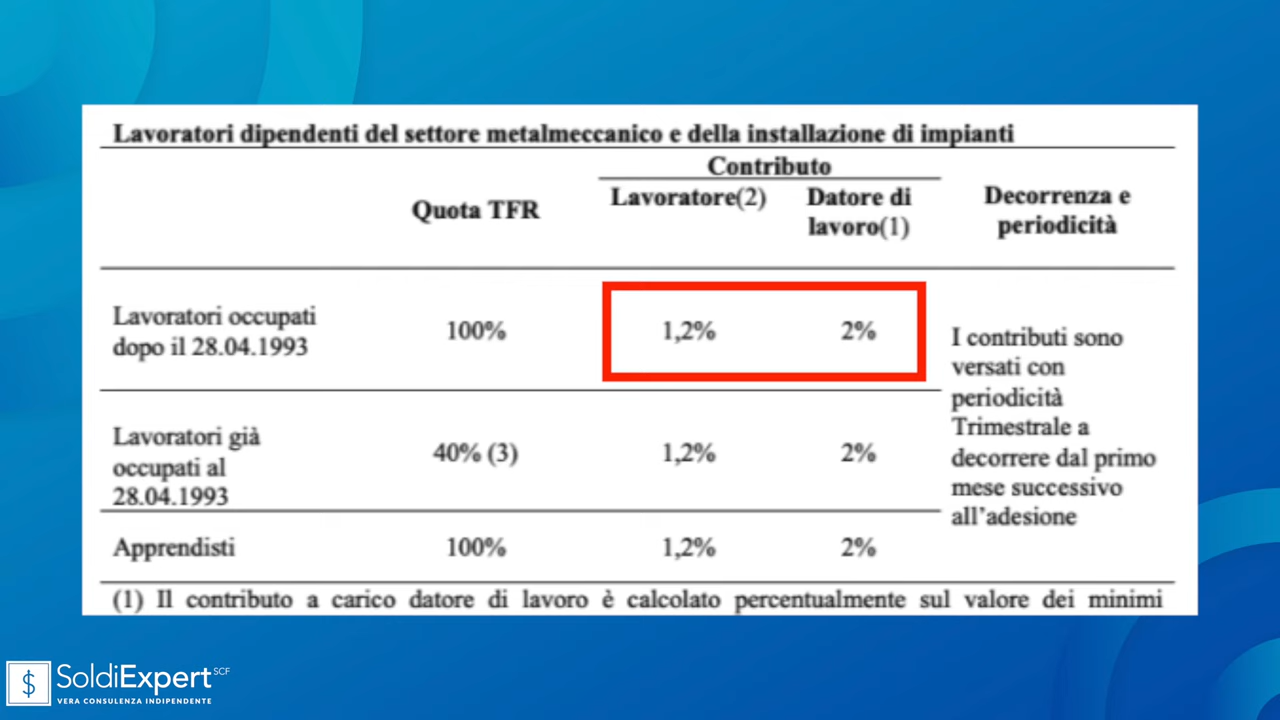 Lavoratori dipendenti del settore metalmeccanico e della installazione di impianti
Contributo
Quota TFR
Lavoratore(2)
Datore di
lavoro(1)
Decorrenza e
periodicità
Lavoratori occupati
dopo il 28.04.1993
100%
1,2%
2%
I contributi sono
versati con
periodicità
Trimestrale a
decorrere dal primo
mese successivo
all'adesione
Lavoratori già
occupati al
28.04.1993
40% (3)
1,2%
2%
Apprendisti
100%
1,2%
2%
(1) Il contributo a carico datore di lavoro è calcolato percentualmente sul valore dei minimi
$ SoldiExpert SCF
VERA CONSULENZA INDIPENDENTE